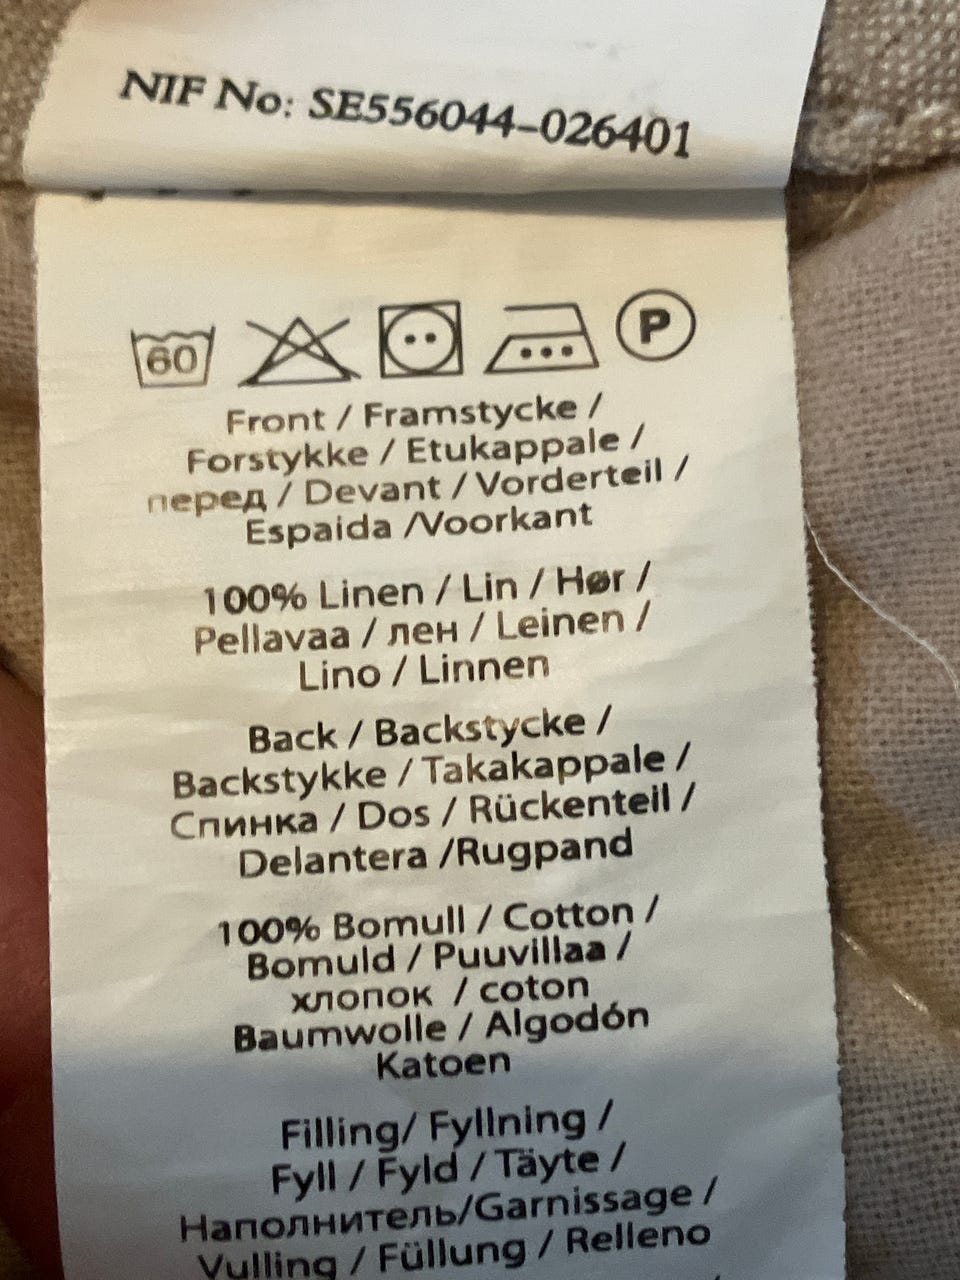 NIF No: SE556044-026401
60 P
Front / Framstycke /
Forstykke / Etukappale /
перед / Devant / Vorderteil /
Espaida /Voorkant
100% Linen / Lin / Hør /
Pellavaa / лен / Leinen /
Lino / Linnen
Back / Backstycke /
Backstykke / Takakappale /
Спинка / Dos / Rückenteil /
Delantera /Rugpand
100% Bomull / Cotton /
Bomuld / Puuvillaa /
хлопок / coton
Baumwolle / Algodón
Katoen
Filling/ Fyllning /
Fyll / Fyld / Täyte /
Наполнитель/Garnissage /
Vulling / Füllung / Relleno